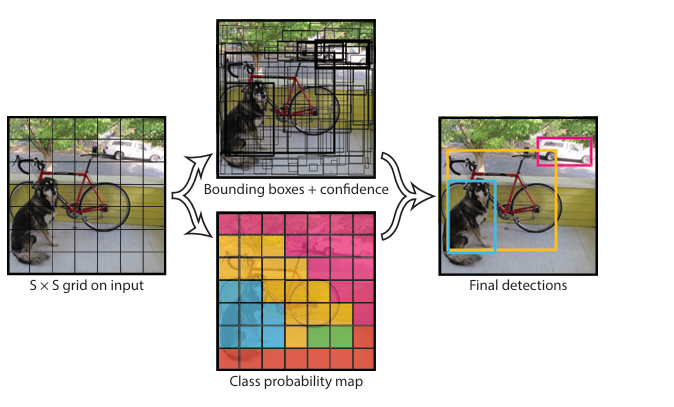 Bounding boxes + confidence
S × S grid on input
Final detections
Class probability map